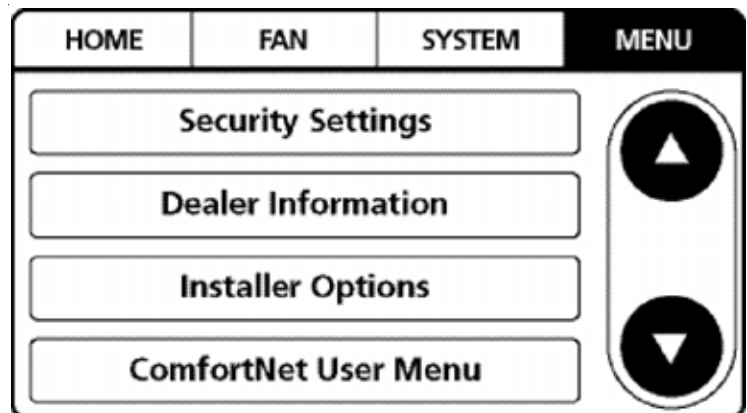 HOME FAN SYSTEM MENU
Security Settings
Dealer Information
Installer Options
ComfortNet User Menu